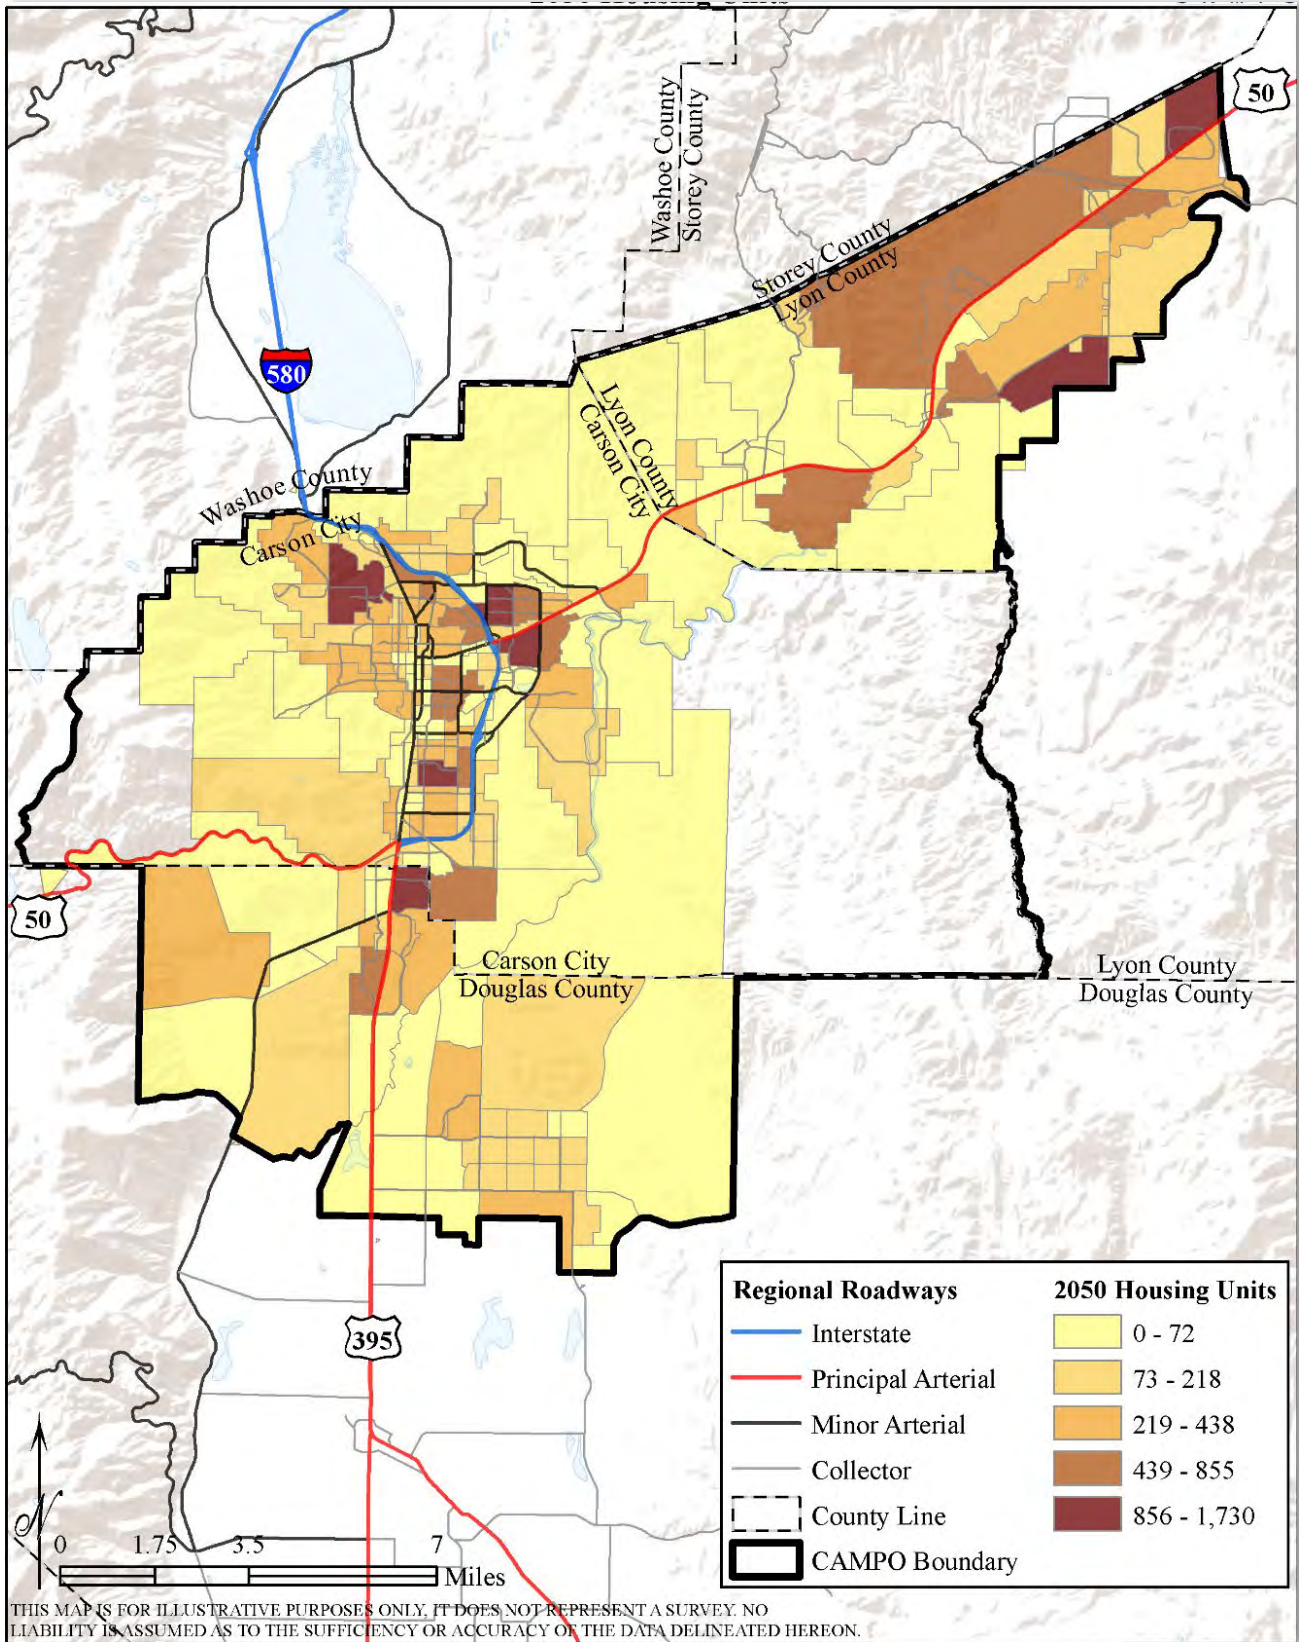 50
Washoe County
Storey County
Storey County
Lyon County
580
Lyon County
Carson City
Washoe County
Carson City
50
Carson City
Douglas County
Lyon County
Douglas County
395
Regional Roadways
Interstate
Principal Arterial
Minor Arterial
Collector
County Line
CAMPO Boundary
2050 Housing Units
0 - 72
73 - 218
219 - 438
439 - 855
856 - 1,730
N
0 1.75 3.5 7
Miles
THIS MAP IS FOR ILLUSTRATIVE PURPOSES ONLY, IT DOES NOT REPRESENT A SURVEY. NO
LIABILITY IS ASSUMED AS TO THE SUFFICIENCY OR ACCURACY OF THE DATA DELINEATED HEREON.